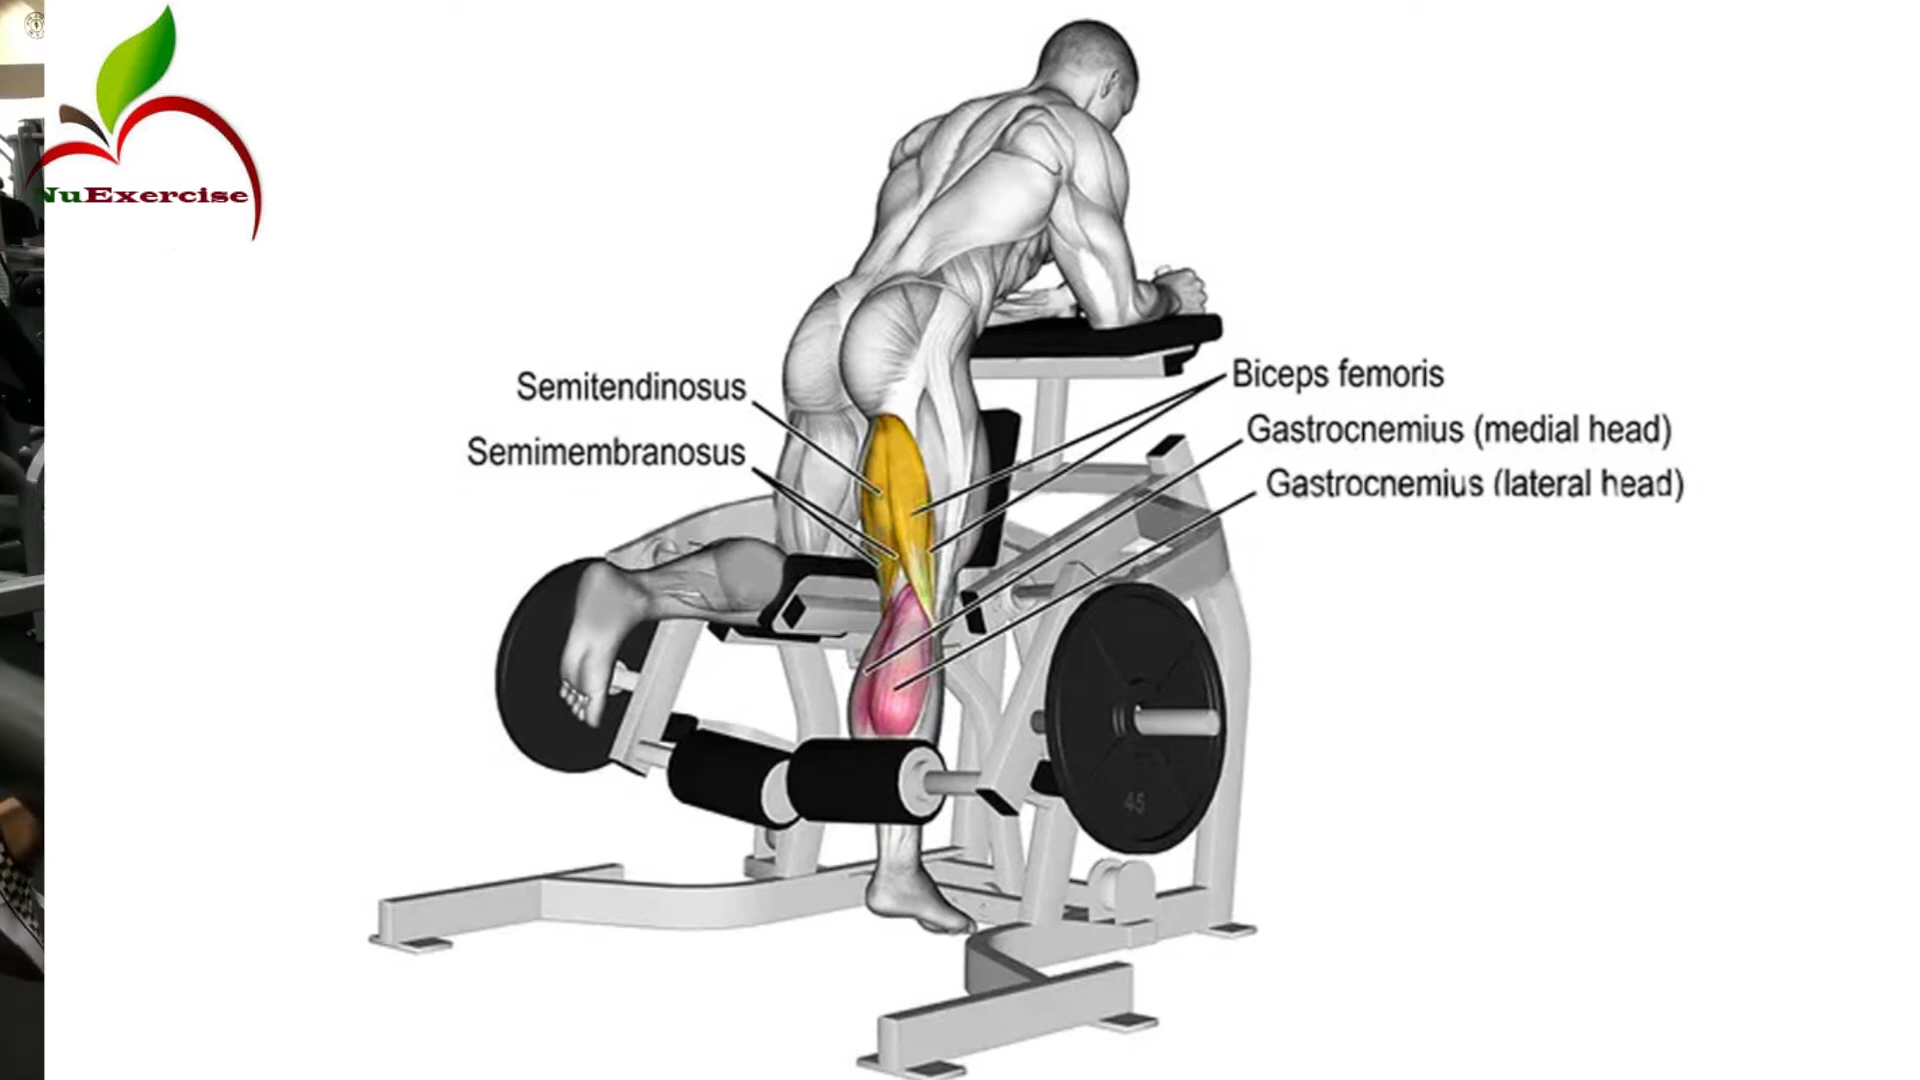 NuExercise
Semitendinosus
Semimembranosus
Biceps femoris
Gastrocnemius (medial head)
Gastrocnemius (lateral head)
45